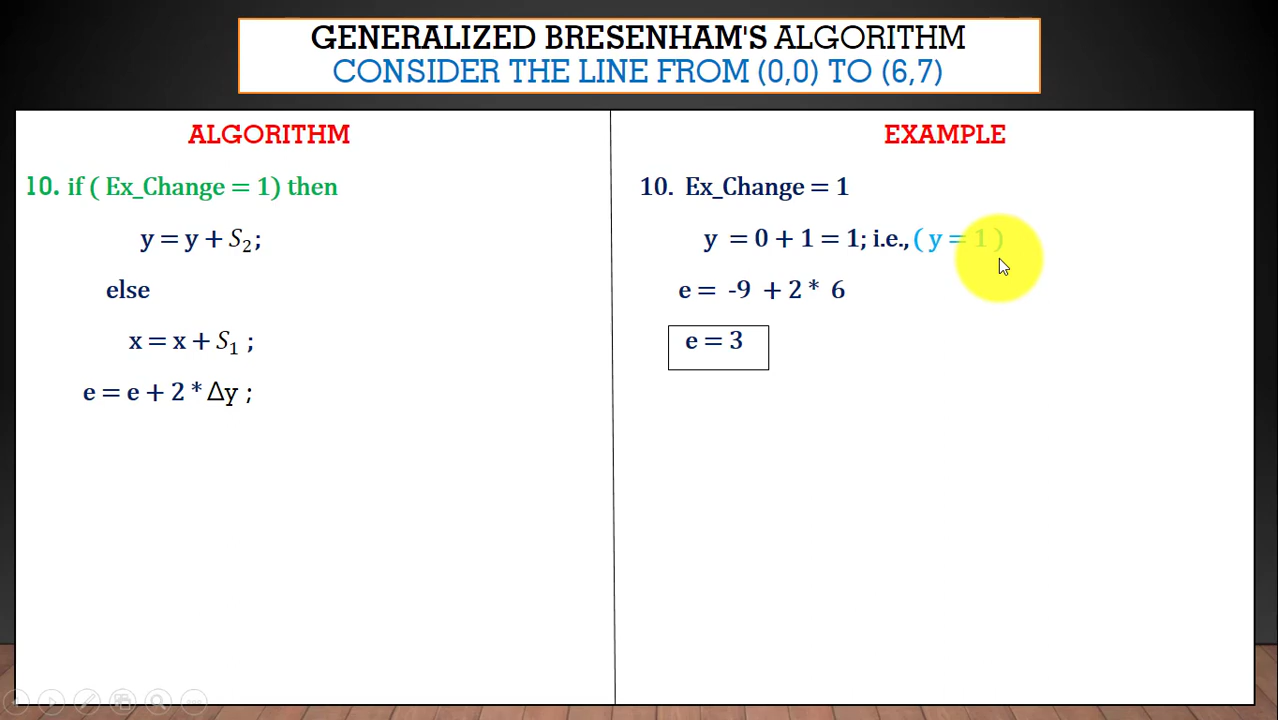 GENERALIZED BRESENHAM'S ALGORITHM
CONSIDER THE LINE FROM (0,0) TO (6,7)
ALGORITHM
10. if ( Ex_Change = 1) then
y = y + S₂ ;
else
x = x + S₁ ;
e = e + 2 * Δy ;
EXAMPLE
10. Ex_Change = 1
y = 0 + 1 = 1; i.e., ( y = 1 )
e = -9 + 2 * 6
e = 3